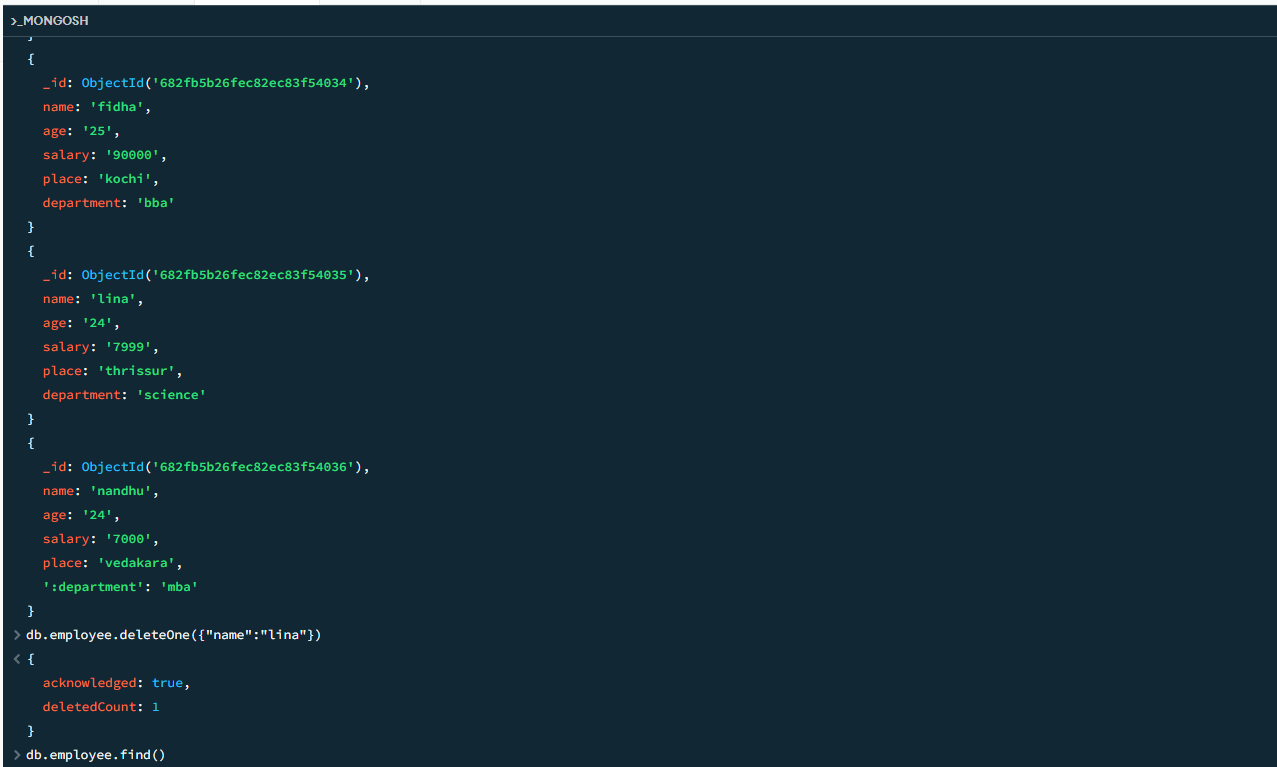 >_MONGOSH
}
{
_id: ObjectId('682fb5b26fec82ec83f54034'),
name: 'fidha',
age: '25',
salary: '90000',
place: 'kochi',
department: 'bba'
}
{
_id: ObjectId('682fb5b26fec82ec83f54035'),
name: 'lina',
age: '24',
salary: '7999',
place: 'thrissur',
department: 'science'
}
{
_id: ObjectId('682fb5b26fec82ec83f54036'),
name: 'nandhu',
age: '24',
salary: '7000',
place: 'vedakara',
':department': 'mba'
}
> db.employee.deleteOne({"name":"lina"})
< {
acknowledged: true,
deletedCount: 1
}
> db.employee.find()